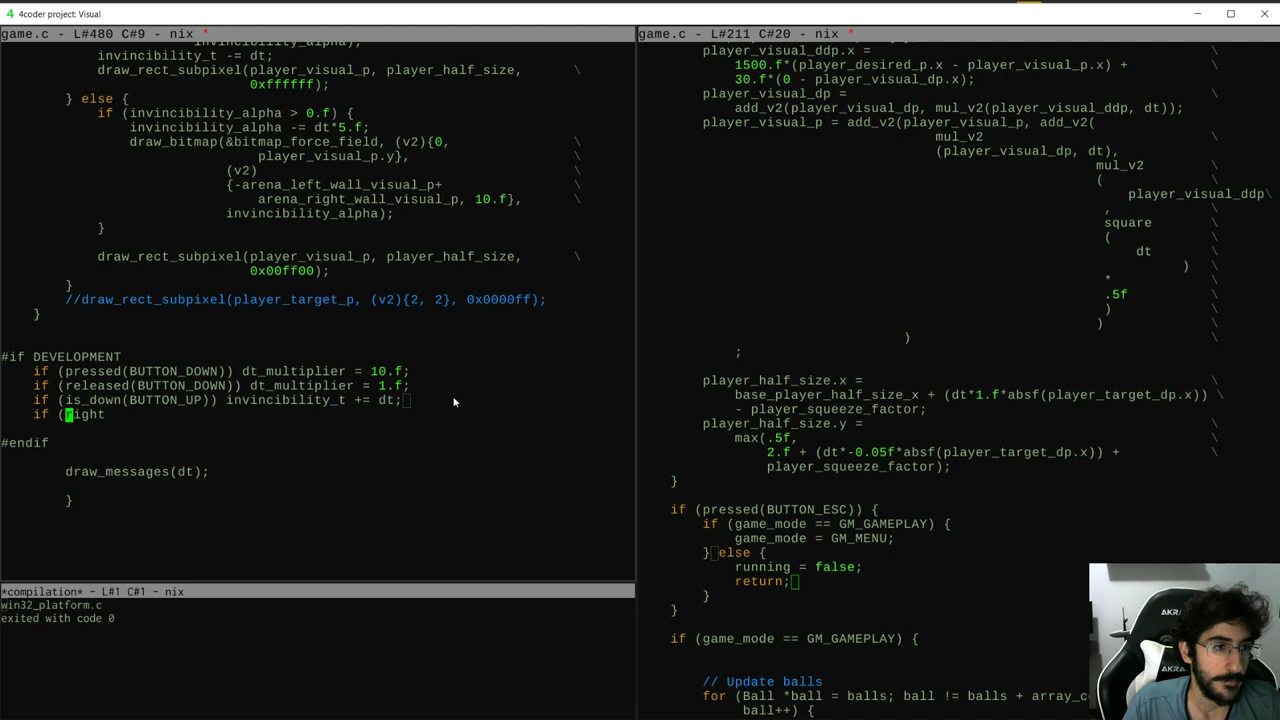 4 4coder project: Visual
game.c - L#480 C#9 - nix *
invincibility_alpha);
invincibility_t -= dt;
draw_rect_subpixel(player_visual_p, player_half_size, \
0xffffff);
} else {
if (invincibility_alpha > 0.f) {
invincibility_alpha -= dt*5.f;
draw_bitmap(&bitmap_force_field, (v2){0, \
player_visual_p.y}, \
(v2) \
{-arena_left_wall_visual_p+ \
arena_right_wall_visual_p, 10.f}, \
invincibility_alpha);
}
draw_rect_subpixel(player_visual_p, player_half_size, \
0x00ff00);
}
//draw_rect_subpixel(player_target_p, (v2){2, 2}, 0x0000ff);
}
#if DEVELOPMENT
if (pressed(BUTTON_DOWN)) dt_multiplier = 10.f;
if (released(BUTTON_DOWN)) dt_multiplier = 1.f;
if (is_down(BUTTON_UP)) invincibility_t += dt;
if (right
#endif
draw_messages(dt);
}
*compilation* - L#1 C#1 - nix
win32_platform.c
exited with code 0
game.c - L#211 C#20 - nix *
player_visual_ddp.x = \
1500.f*(player_desired_p.x - player_visual_p.x) + \
30.f*(0 - player_visual_dp.x);
player_visual_dp = \
add_v2(player_visual_dp, mul_v2(player_visual_ddp, dt));
player_visual_p = add_v2(player_visual_p, add_v2( \
mul_v2 \
(player_visual_dp, dt), \
mul_v2 \
( \
player_visual_ddp\
, \
square \
( \
dt \
) \
* \
.5f \
) \
) \
) \
;
player_half_size.x = \
base_player_half_size_x + (dt*1.f*absf(player_target_dp.x)) \
- player_squeeze_factor;
player_half_size.y = \
max(.5f, \
2.f + (dt*-0.05f*absf(player_target_dp.x)) + \
player_squeeze_factor);
}
if (pressed(BUTTON_ESC)) {
if (game_mode == GM_GAMEPLAY) {
game_mode = GM_MENU;
} else {
running = false;
return;
}
}
if (game_mode == GM_GAMEPLAY) {
// Update balls
for (Ball *ball = balls; ball != balls + array_c
ball++) {
AKRA
AKRA